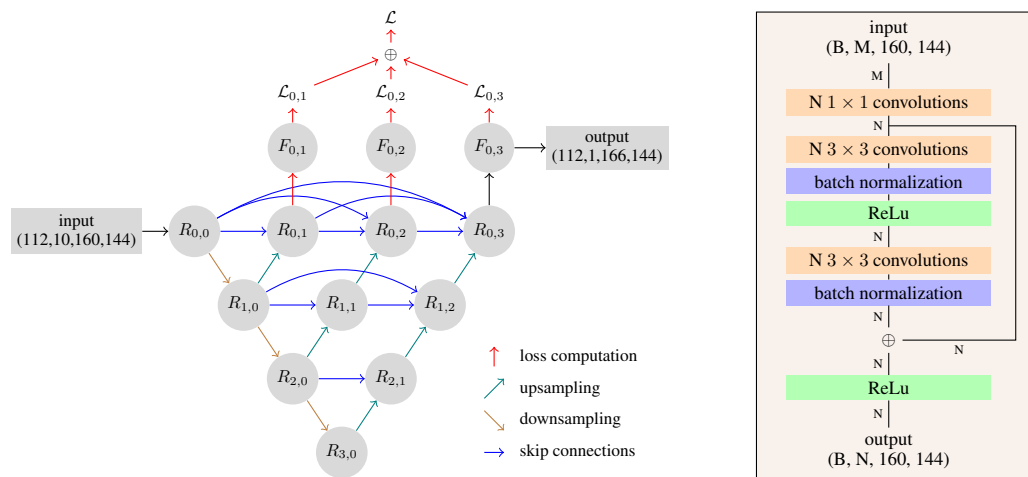 ℒ
⊕
ℒ0,1
ℒ0,2
ℒ0,3
F0,1
F0,2
F0,3
output
(112,1,166,144)
input
(112,10,160,144)
R0,0
R0,1
R0,2
R0,3
R1,0
R1,1
R1,2
R2,0
R2,1
R3,0
loss computation
upsampling
downsampling
skip connections
input
(B, M, 160, 144)
M
N 1 × 1 convolutions
N
N 3 × 3 convolutions
batch normalization
ReLu
N
N 3 × 3 convolutions
batch normalization
N
⊕
N
N
ReLu
N
output
(B, N, 160, 144)